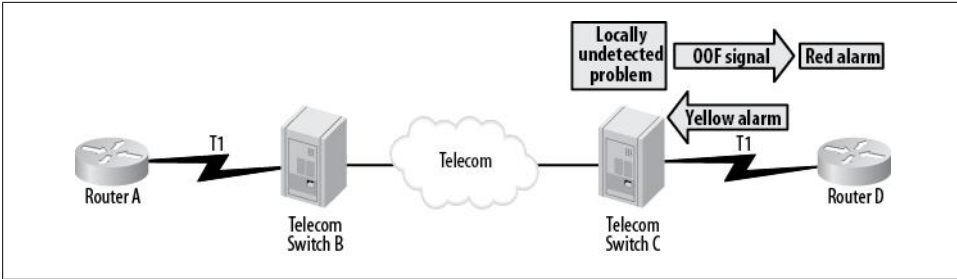 Locally
undetected
problem
OOF signal
Red alarm
Yellow alarm
T1
Telecom
T1
Router A
Telecom
Switch B
Telecom
Switch C
Router D